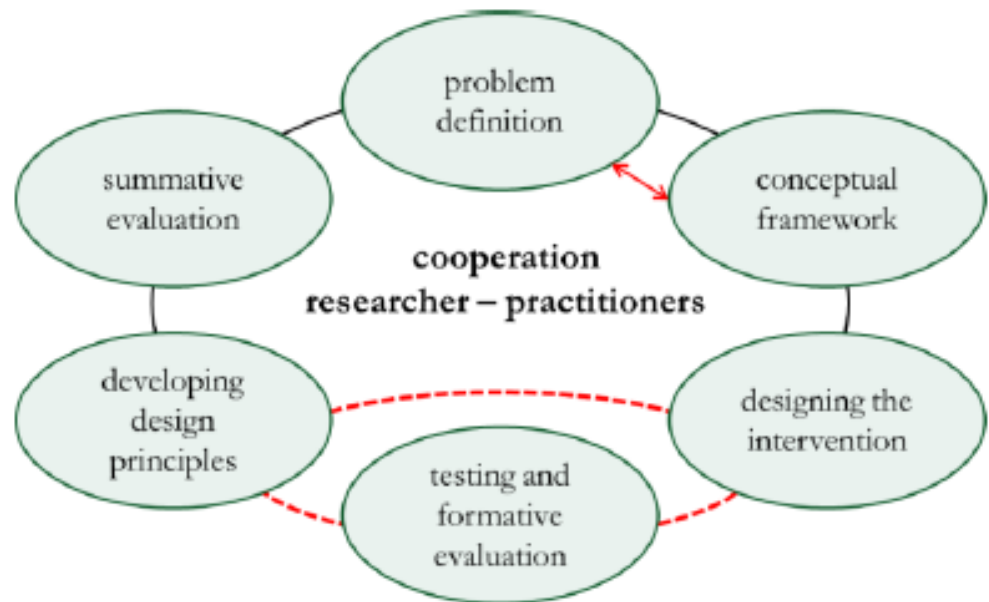 problem
definition
summative
evaluation
conceptual
framework
cooperation
researcher – practitioners
developing
design
principles
designing the
intervention
testing and
formative
evaluation